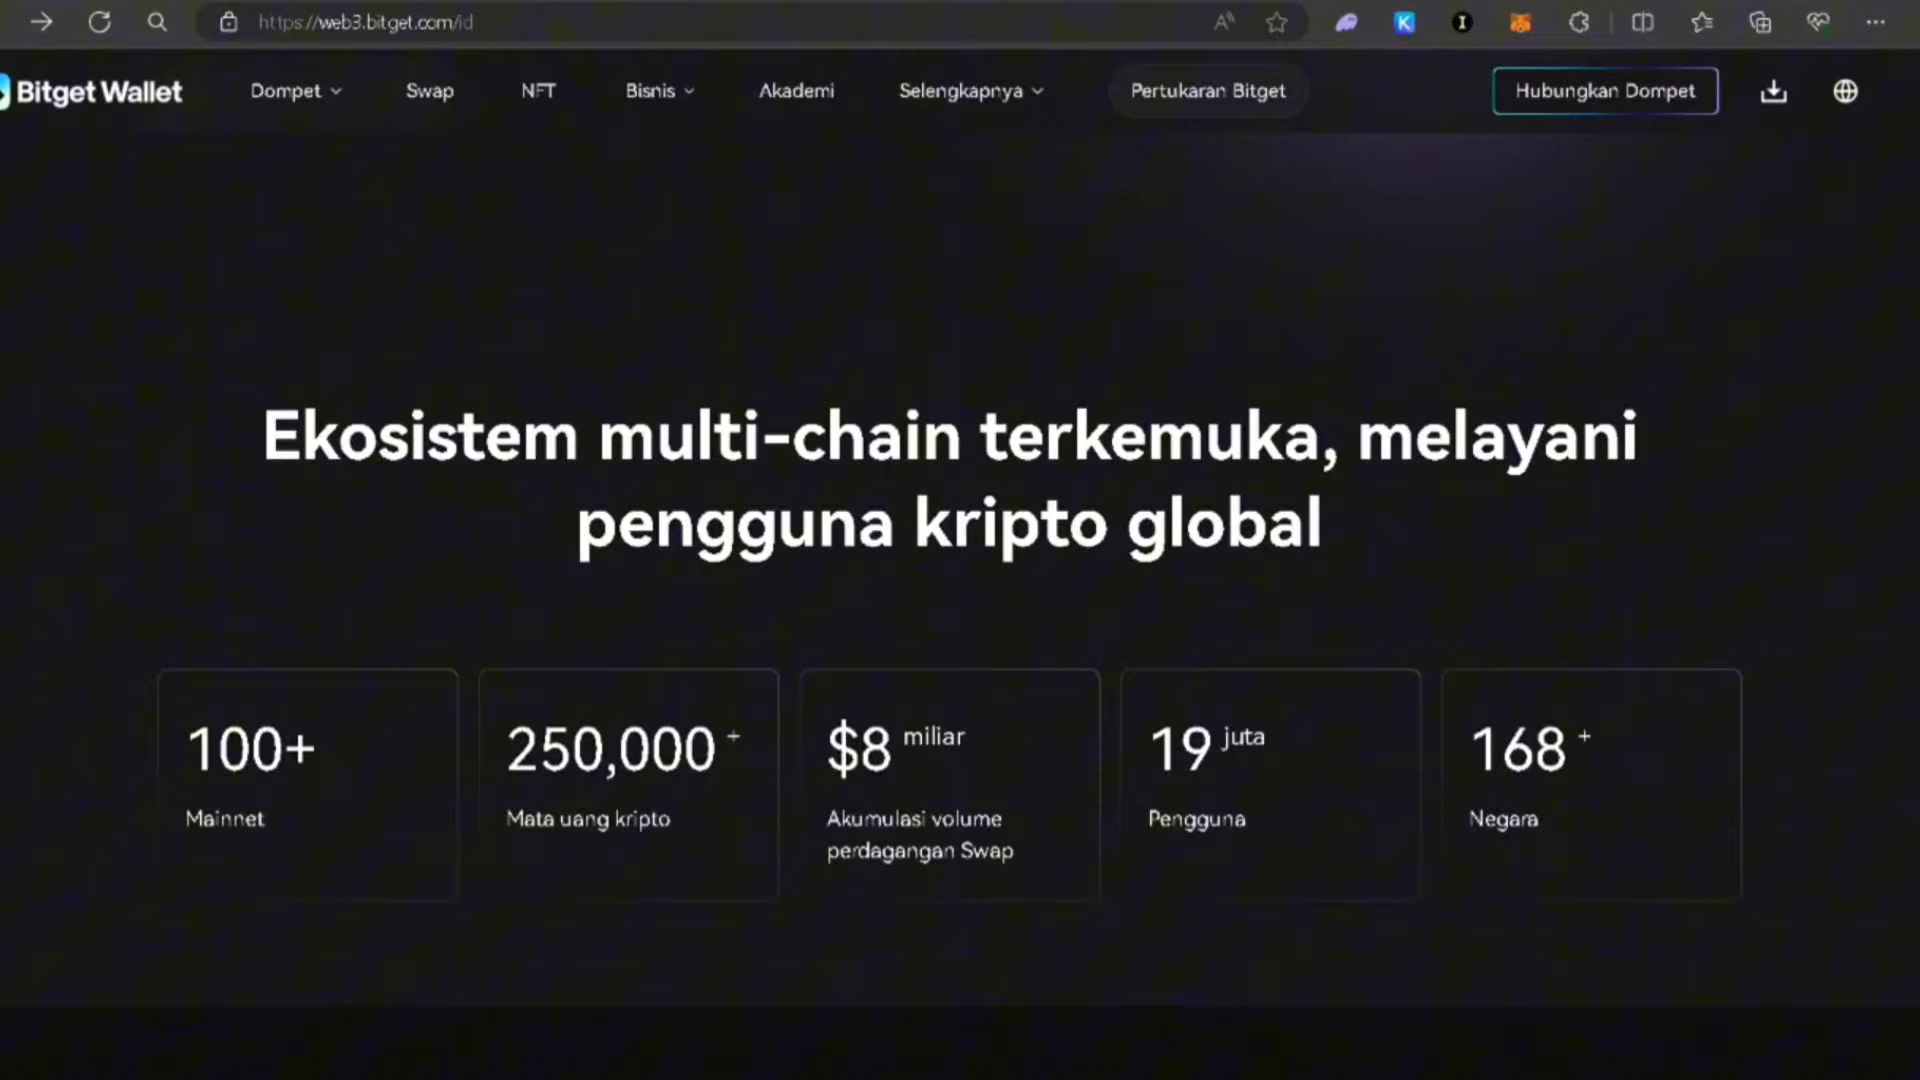 https://web3.bitget.com/id
Bitget Wallet
Dompet
Swap
NFT
Bisnis
Akademi
Selengkapnya
Pertukaran Bitget
Hubungkan Dompet
Ekosistem multi-chain terkemuka, melayani
pengguna kripto global
100+
Mainnet
250,000 +
Mata uang kripto
$8 miliar
Akumulasi volume
perdagangan Swap
19 juta
Pengguna
168 +
Negara